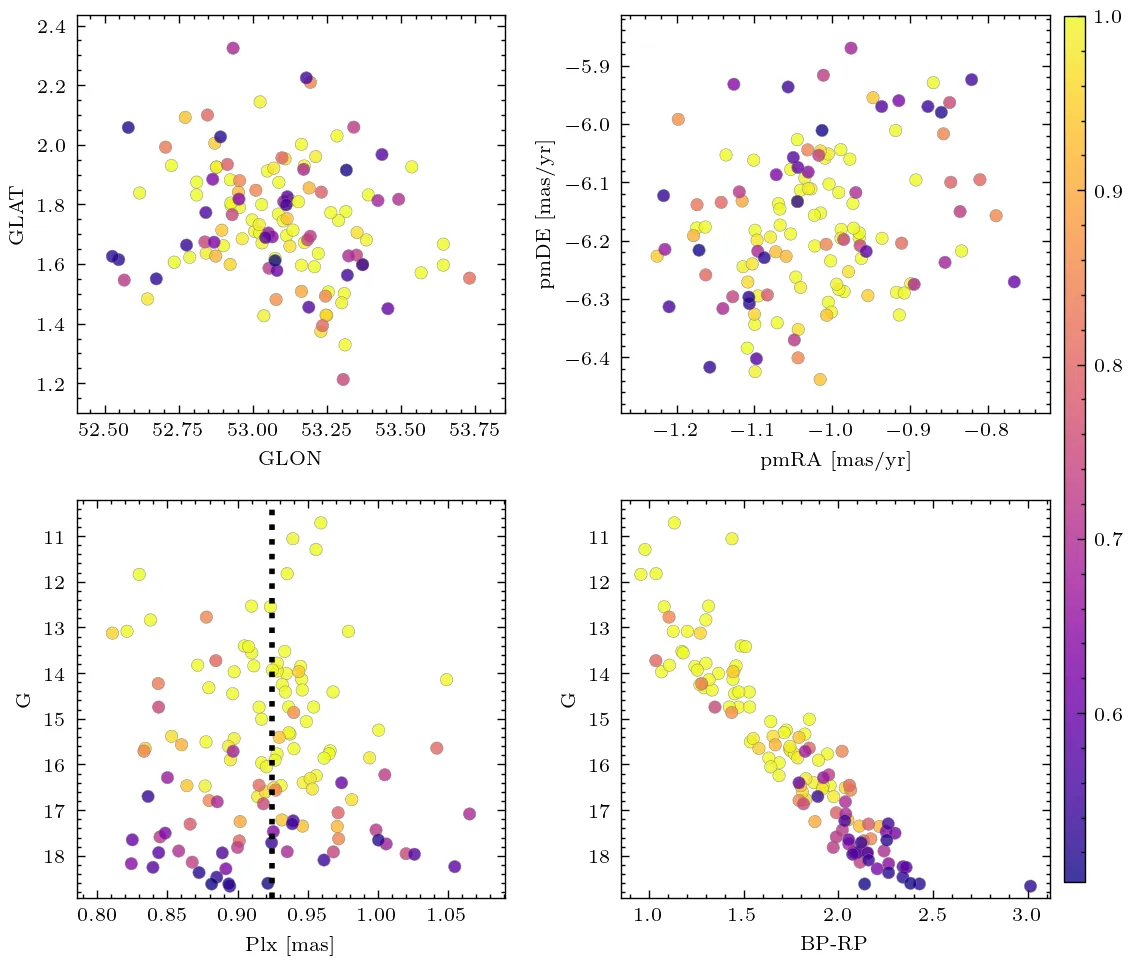 2.4
2.2
2.0
1.8
1.6
1.4
1.2
GLAT
52.50 52.75 53.00 53.25 53.50 53.75
GLON
−5.9
−6.0
−6.1
−6.2
−6.3
−6.4
pmDE [mas/yr]
−1.2 −1.1 −1.0 −0.9 −0.8
pmRA [mas/yr]
11
12
13
14
15
16
17
18
G
0.80 0.85 0.90 0.95 1.00 1.05
Plx [mas]
11
12
13
14
15
16
17
18
G
1.0 1.5 2.0 2.5 3.0
BP-RP
1.0
0.9
0.8
0.7
0.6